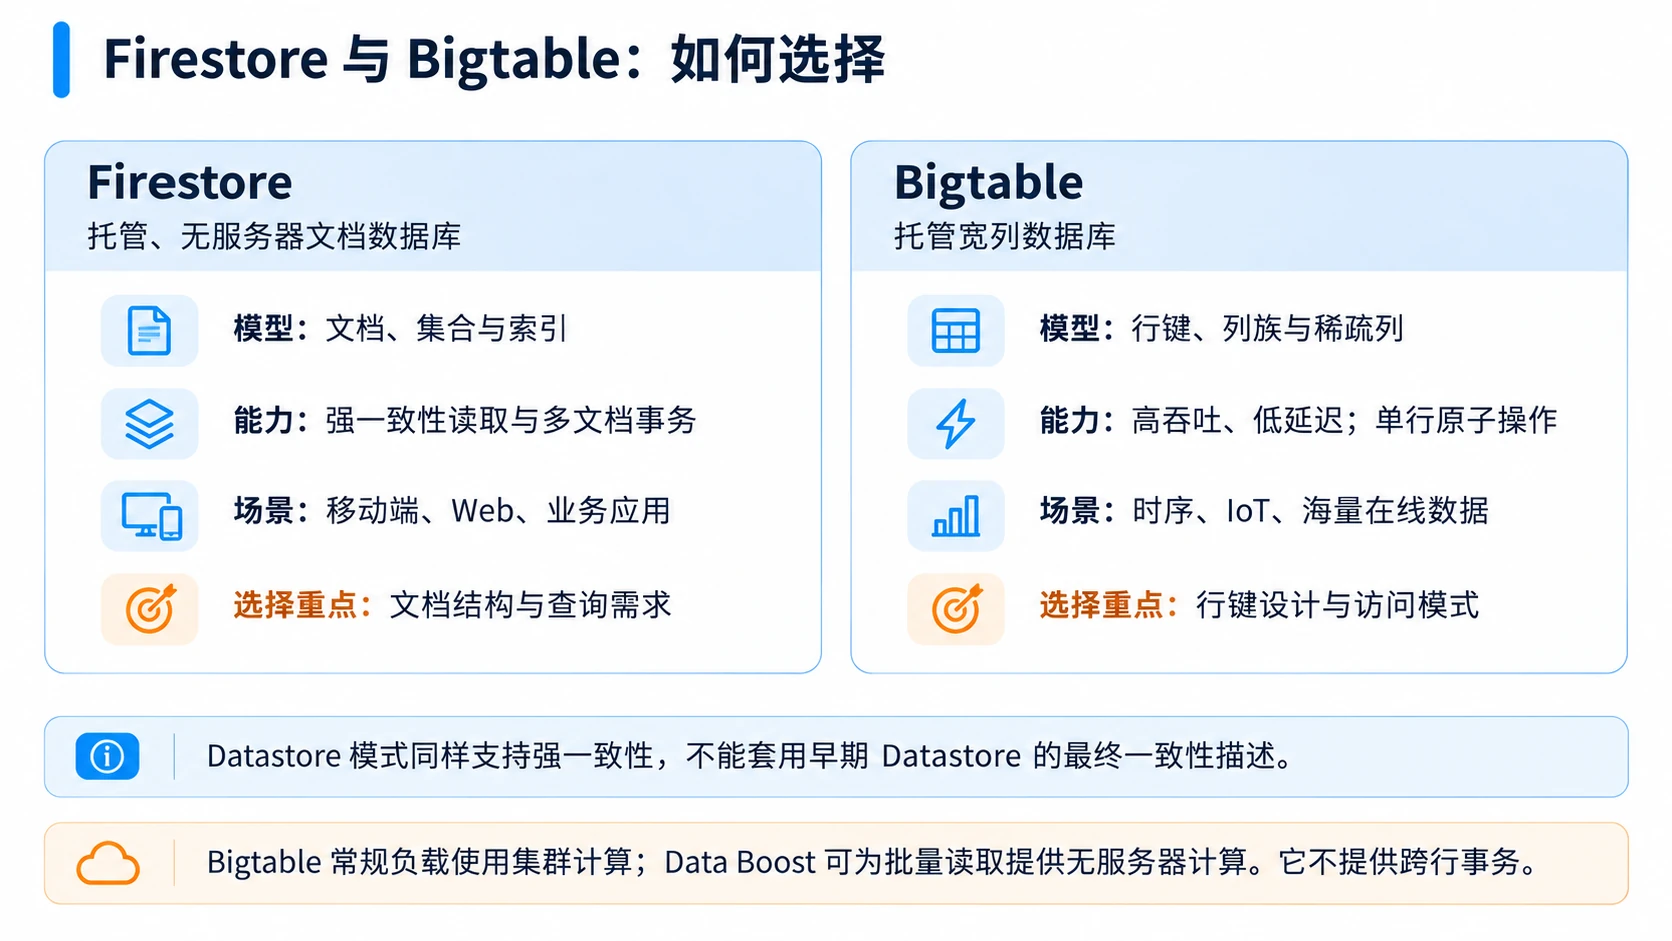 Firestore 与 Bigtable：如何选择
Firestore
托管、无服务器文档数据库
模型：文档、集合与索引
能力：强一致性读取与多文档事务
场景：移动端、Web、业务应用
选择重点：文档结构与查询需求
Bigtable
托管宽列数据库
模型：行键、列族与稀疏列
能力：高吞吐、低延迟；单行原子操作
场景：时序、IoT、海量在线数据
选择重点：行键设计与访问模式
Datastore 模式同样支持强一致性，不能套用早期 Datastore 的最终一致性描述。
Bigtable 常规负载使用集群计算；Data Boost 可为批量读取提供无服务器计算。它不提供跨行事务。